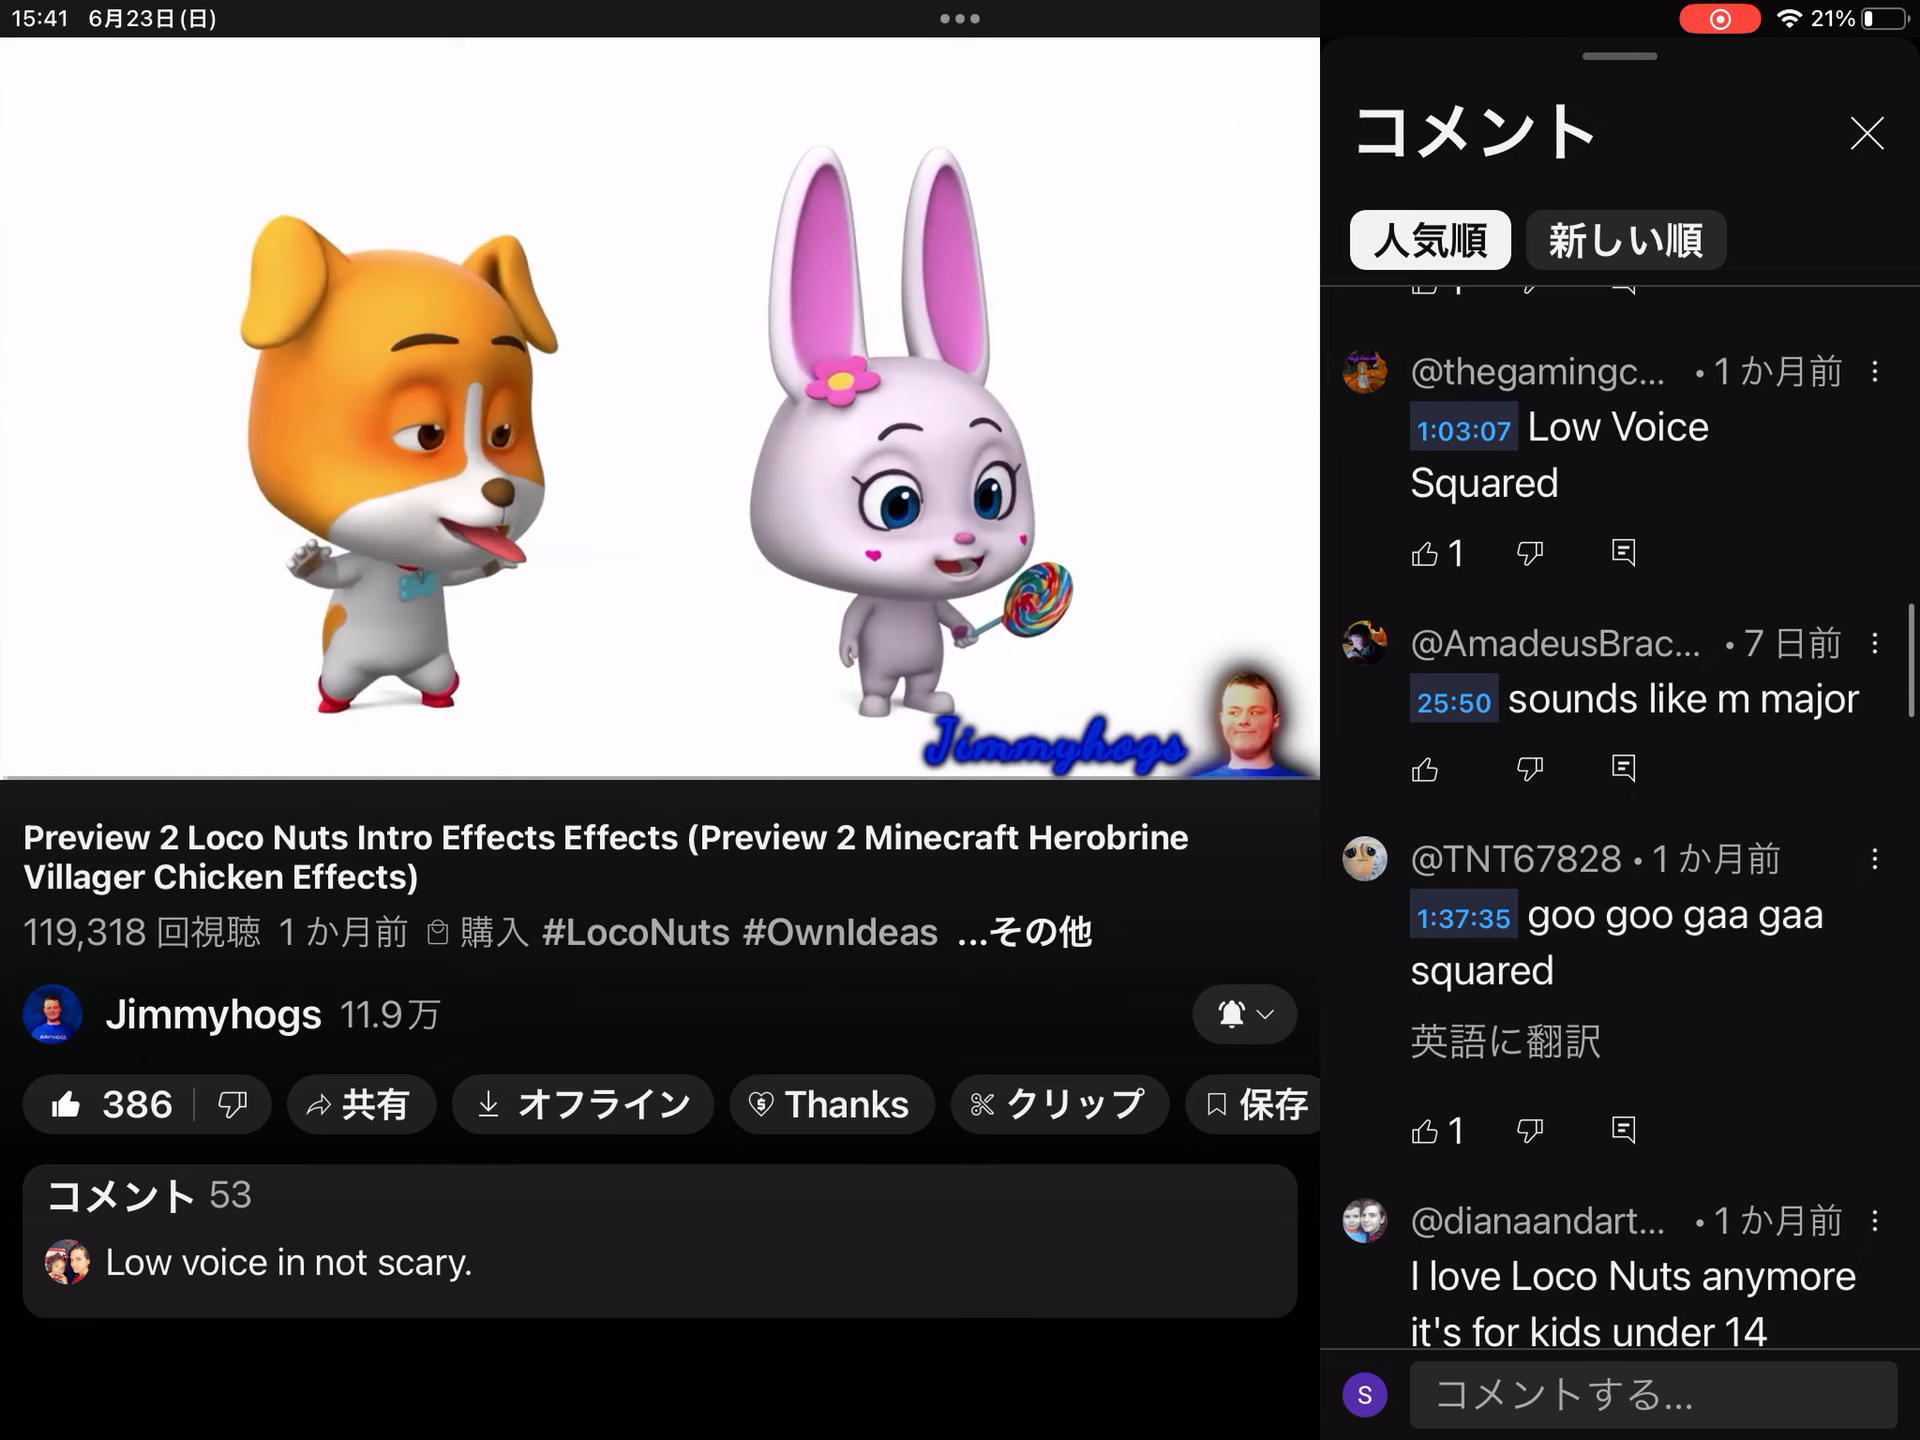 15:41 6月23日(日)
21%
Jimmyhogs
Preview 2 Loco Nuts Intro Effects Effects (Preview 2 Minecraft Herobrine
Villager Chicken Effects)
119,318 回視聴 1 か月前 購入 #LocoNuts #OwnIdeas ...その他
Jimmyhogs 11.9万
386 共有 オフライン Thanks クリップ 保存
コメント 53
Low voice in not scary.
コメント
人気順 新しい順
@thegamingc... • 1 か月前
1:03:07 Low Voice
Squared
1
@AmadeusBrac... • 7 日前
25:50 sounds like m major
@TNT67828 • 1 か月前
1:37:35 goo goo gaa gaa
squared
英語に翻訳
1
@dianaandart... • 1 か月前
I love Loco Nuts anymore
it's for kids under 14
S コメントする...